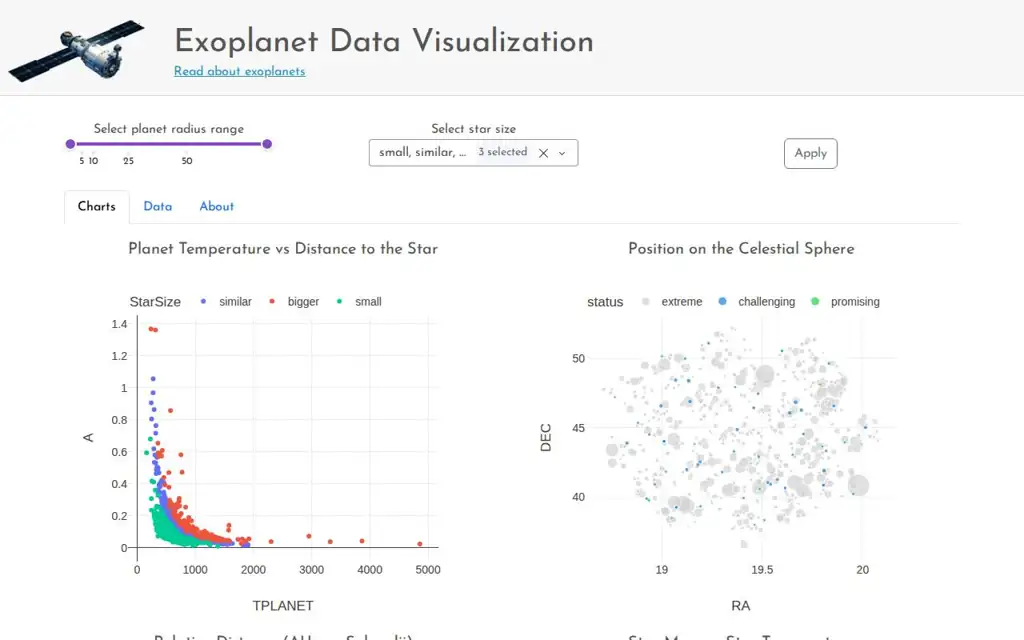 Exoplanet Data Visualization
Read about exoplanets
Select planet radius range
5 10 25 50
Select star size
small, similar, ... 3 selected
Apply
Charts Data About
Planet Temperature vs Distance to the Star
StarSize similar bigger small
1.4
1.2
1
0.8
0.6
0.4
0.2
0
A
0 1000 2000 3000 4000 5000
TPLANET
Position on the Celestial Sphere
status extreme challenging promising
50
45
40
DEC
19 19.5 20
RA